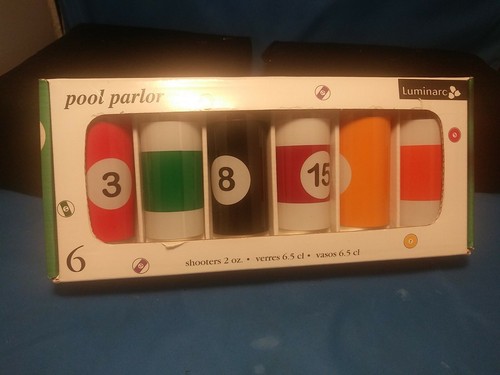 pool parlor
Luminarc
3
8
15
6
shooters 2 oz. • verres 6.5 cl • vasos 6.5 cl